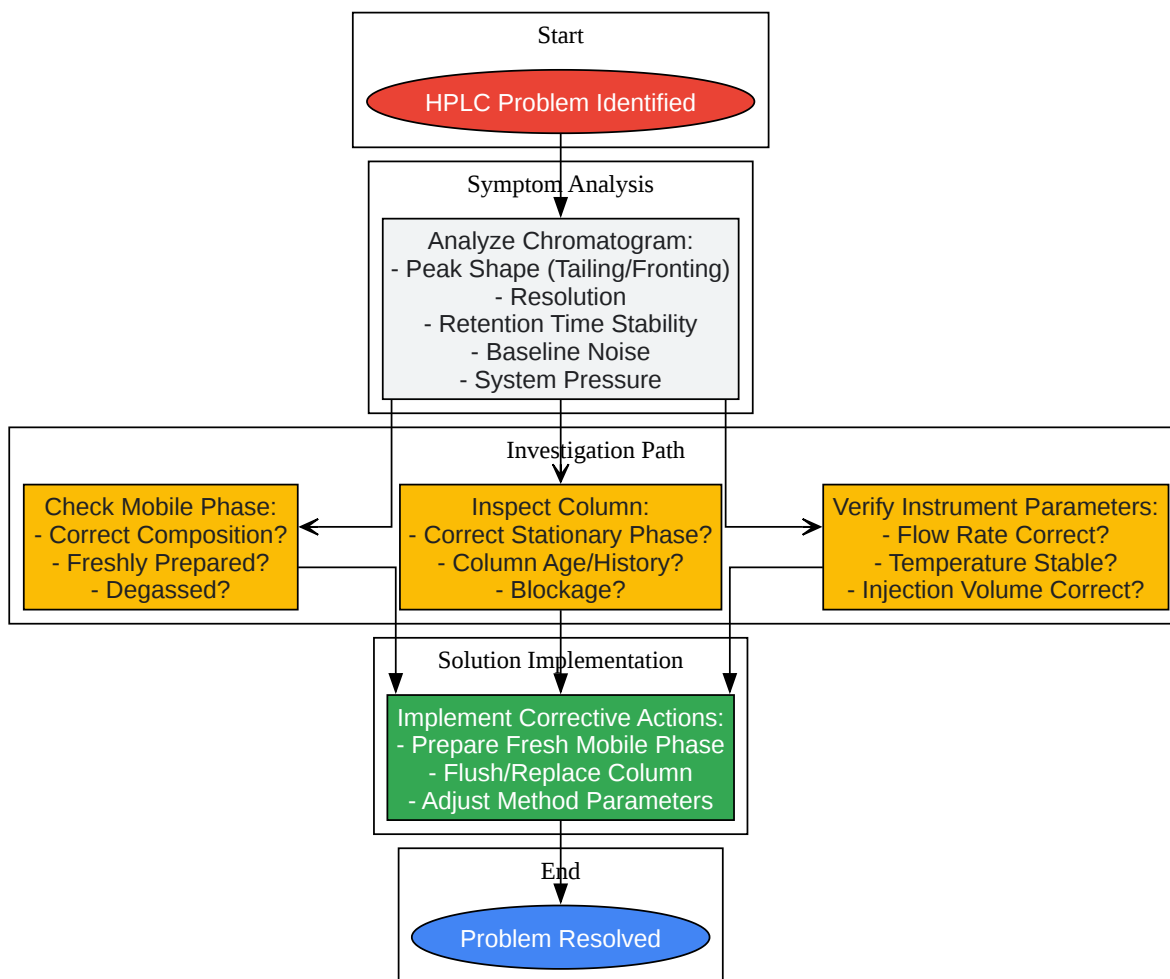 Start
HPLC Problem Identified
Symptom Analysis
Analyze Chromatogram:
- Peak Shape (Tailing/Fronting)
- Resolution
- Retention Time Stability
- Baseline Noise
- System Pressure
Investigation Path
Check Mobile Phase:
- Correct Composition?
- Freshly Prepared?
- Degassed?
Inspect Column:
- Correct Stationary Phase?
- Column Age/History?
- Blockage?
Verify Instrument Parameters:
- Flow Rate Correct?
- Temperature Stable?
- Injection Volume Correct?
Solution Implementation
Implement Corrective Actions:
- Prepare Fresh Mobile Phase
- Flush/Replace Column
- Adjust Method Parameters
End
Problem Resolved